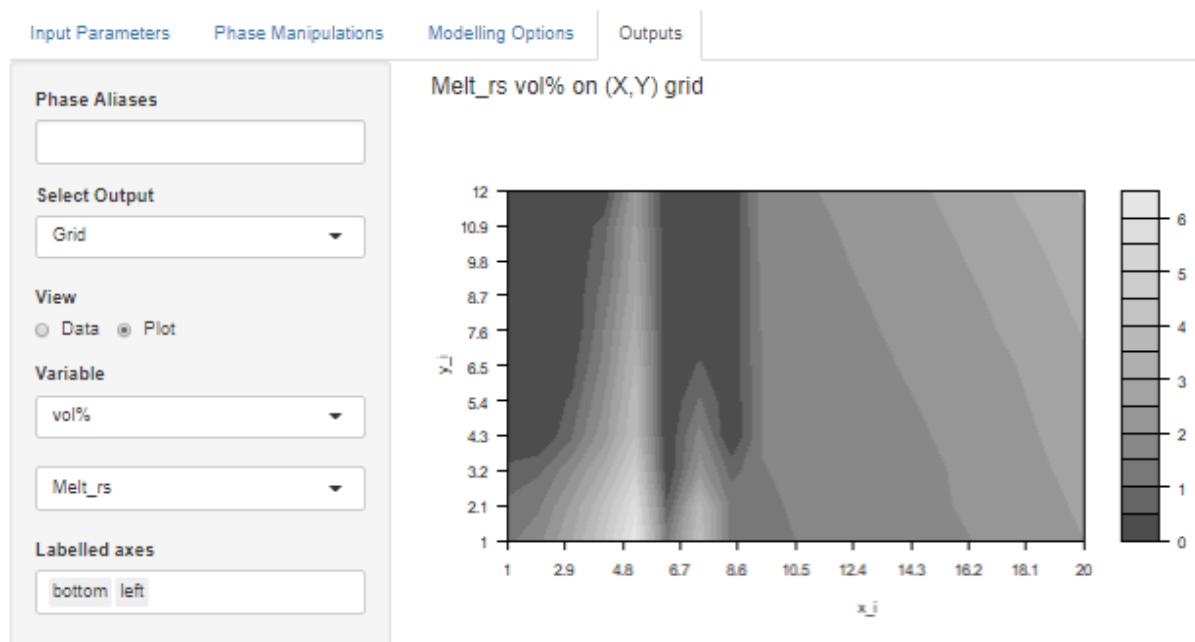 Input Parameters Phase Manipulations Modelling Options Outputs
Phase Aliases
Select Output
Grid
View
Data Plot
Variable
vol%
Melt_rs
Labelled axes
bottom left
Melt_rs vol% on (X,Y) grid
12
10.9
9.8
8.7
7.6
6.5
5.4
4.3
3.2
2.1
1
y_i
1 2.9 4.8 6.7 8.6 10.5 12.4 14.3 16.2 18.1 20
x_i
6
5
4
3
2
1
0